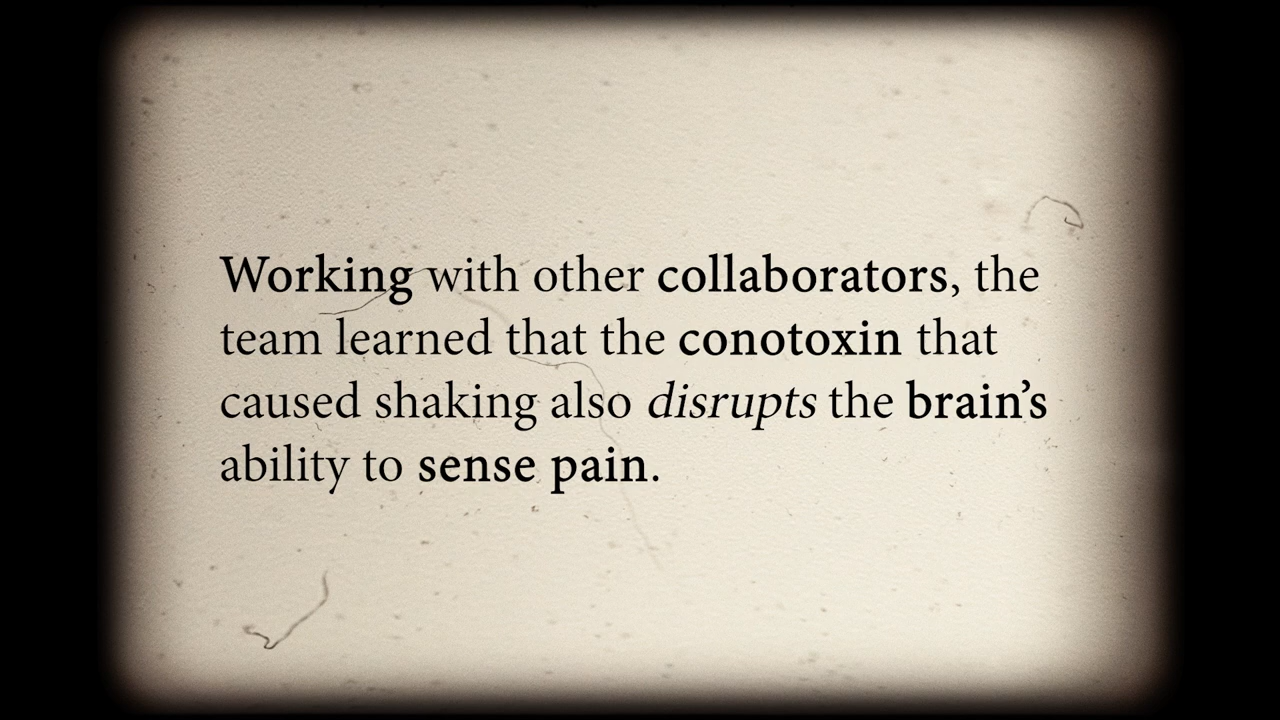 Working with other collaborators, the
team learned that the conotoxin that
caused shaking also disrupts the brain’s
ability to sense pain.